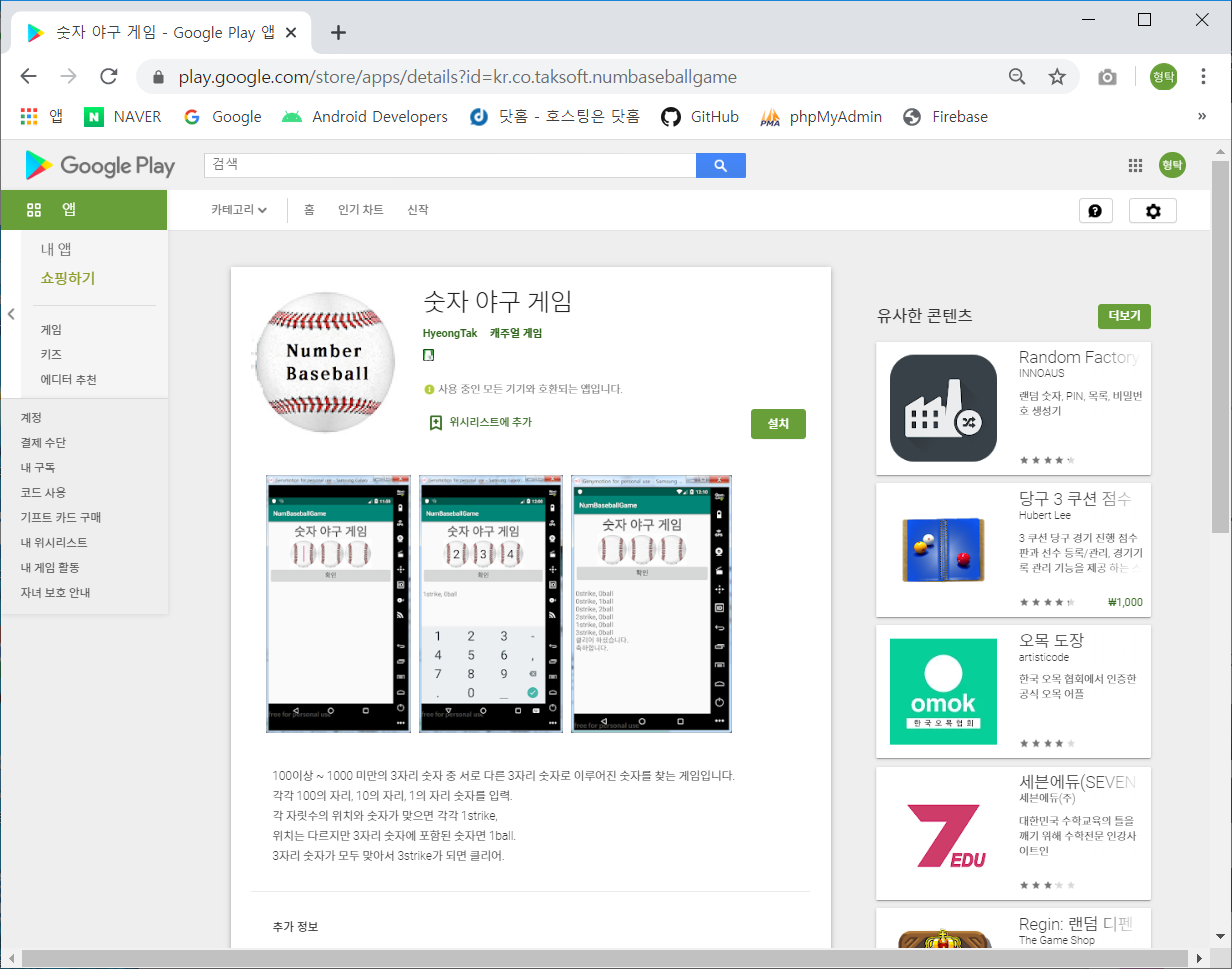 숫자 야구 게임 - Google Play 앱
play.google.com/store/apps/details?id=kr.co.taksoft.numbaseballgame
형탁
앱
NAVER
Google
Android Developers
닷홈 - 호스팅은 닷홈
GitHub
phpMyAdmin
Firebase
»
Google Play
검색
형탁
앱
카테고리
홈
인기 차트
신작
내 앱
쇼핑하기
게임
키즈
에디터 추천
계정
결제 수단
내 구독
코드 사용
기프트 카드 구매
내 위시리스트
내 게임 활동
자녀 보호 안내
Number
Baseball
숫자 야구 게임
HyeongTak 캐주얼 게임
사용 중인 모든 기기와 호환되는 앱입니다.
위시리스트에 추가
설치
NumBaseballGame
숫자 야구 게임
확인
free for personal use
NumBaseballGame
숫자 야구 게임
2 3 4
확인
1strike, 0ball
1 2 3 -
4 5 6 ,
7 8 9
. 0 _
free for personal use
NumBaseballGame
숫자 야구 게임
확인
0strike, 0ball
0strike, 1ball
0strike, 2ball
2strike, 0ball
1strike, 0ball
3strike, 0ball
클리어 하셨습니다.
축하합니다.
free for personal use
100이상 ~ 1000 미만의 3자리 숫자 중 서로 다른 3자리 숫자로 이루어진 숫자를 찾는 게임입니다.
각각 100의 자리, 10의 자리, 1의 자리 숫자를 입력.
각 자릿수의 위치와 숫자가 맞으면 각각 1strike,
위치는 다르지만 3자리 숫자에 포함된 숫자면 1ball.
3자리 숫자가 모두 맞아서 3strike가 되면 클리어.
추가 정보
유사한 콘텐츠
더보기
Random Factory
INNOAUS
랜덤 숫자, PIN, 목록, 비밀번
호 생성기
당구 3 쿠션 점수
Hubert Lee
3 쿠션 당구 경기 진행 점수
판과 선수 등록/관리, 경기기
록 관리 기능을 제공 하는
₩1,000
omok
한국오목협회
오목 도장
artisticode
한국 오목 협회에서 인증한
공식 오목 어플
7
EDU
세븐에듀(SEVEN
세븐에듀(주)
대한민국 수학교육의 틀을
깨기 위해 수학전문 인강사
이트인
Regin: 랜덤 디펜
The Game Shop